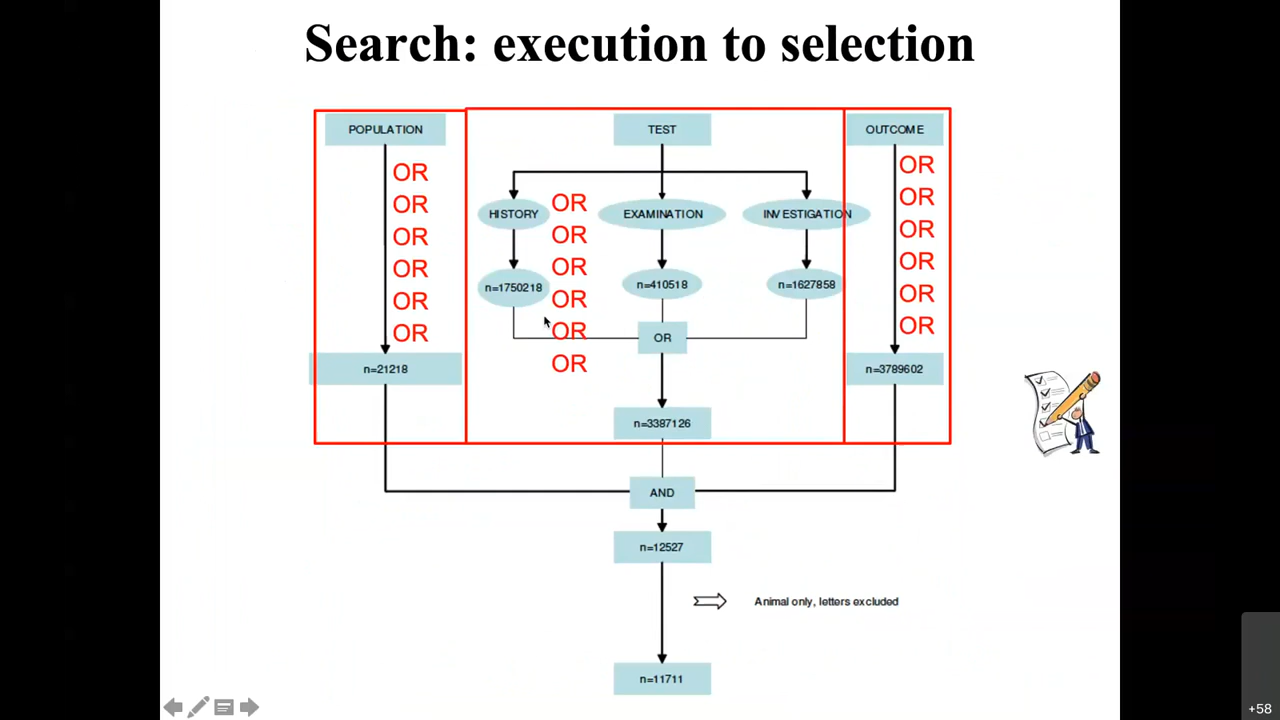 Search: execution to selection
POPULATION
TEST
OUTCOME
OR
OR
OR
OR
OR
OR
HISTORY
EXAMINATION
INVESTIGATION
OR
OR
OR
OR
OR
OR
OR
OR
OR
OR
OR
OR
n=1750218
n=410518
n=1627858
OR
n=21218
n=3789602
n=3387126
AND
n=12527
Animal only, letters excluded
n=11711
+58